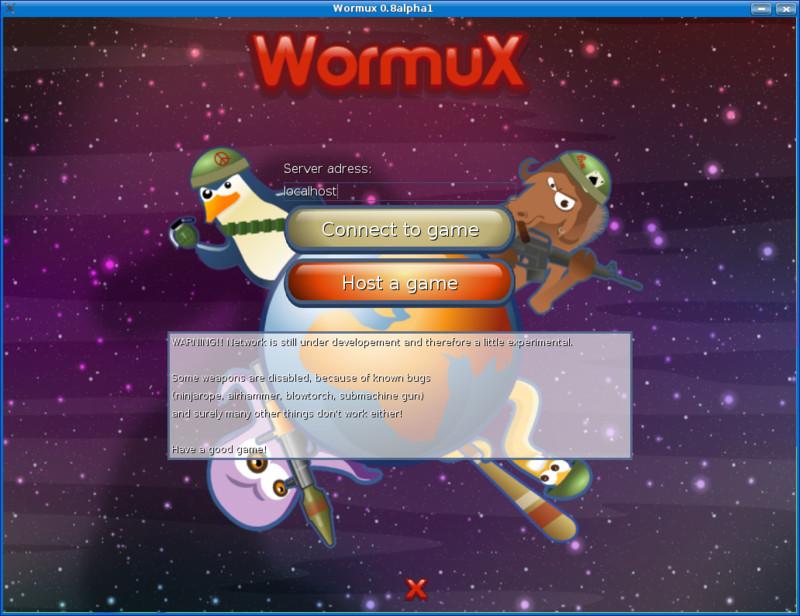 Wormux 0.8alpha1
WormuX
Server adress:
localhost
Connect to game
Host a game
WARNING!! Network is still under developement and therefore a little experimental.
Some weapons are disabled, because of known bugs
(ninjarope, airhammer, blowtorch, submachine gun)
and surely many other things don't work either!
Have a good game!